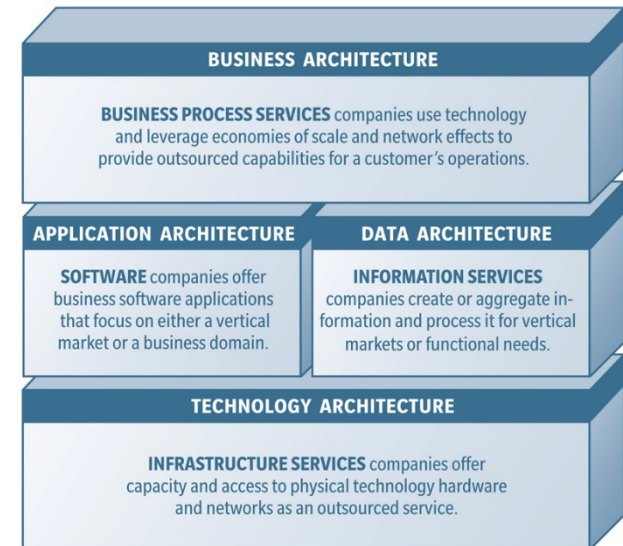 BUSINESS ARCHITECTURE
BUSINESS PROCESS SERVICES companies use technology
and leverage economies of scale and network effects to
provide outsourced capabilities for a customer's operations.
APPLICATION ARCHITECTURE
SOFTWARE companies offer
business software applications
that focus on either a vertical
market or a business domain.
DATA ARCHITECTURE
INFORMATION SERVICES
companies create or aggregate in-
formation and process it for vertical
markets or functional needs.
TECHNOLOGY ARCHITECTURE
INFRASTRUCTURE SERVICES companies offer
capacity and access to physical technology hardware
and networks as an outsourced service.